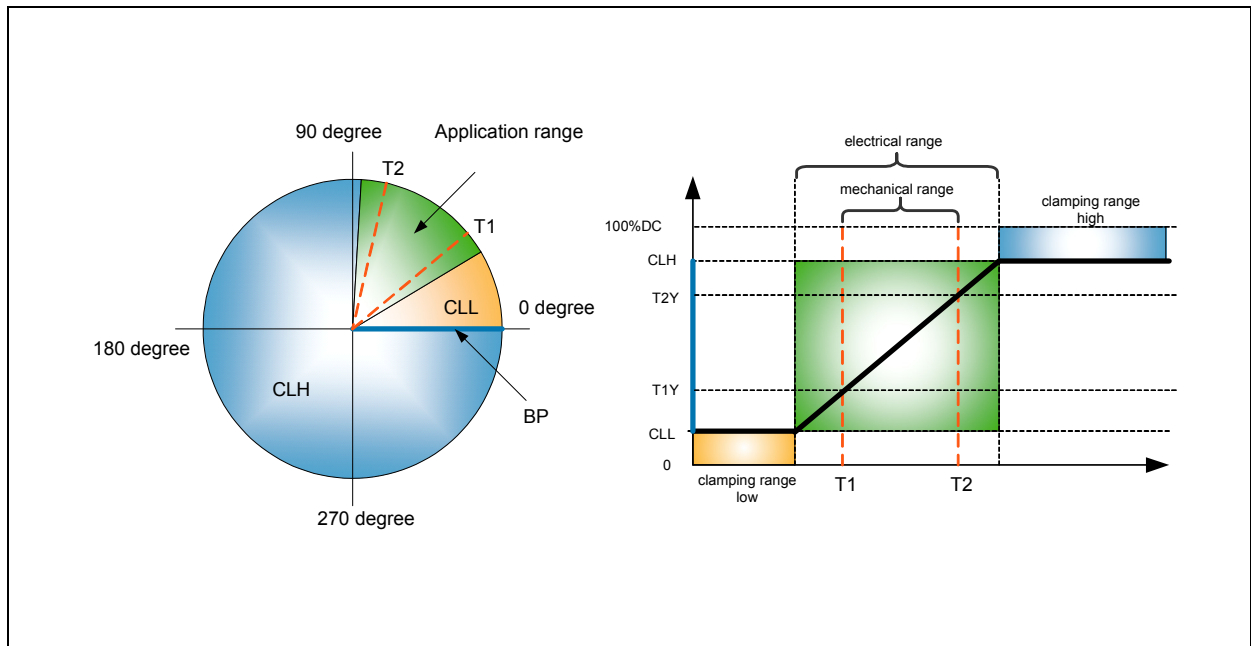 90 degree
Application range
T2
T1
0 degree
CLL
180 degree
CLH
BP
270 degree
electrical range
mechanical range
clamping range
high
100%DC
CLH
T2Y
T1Y
CLL
0
clamping range
low
T1
T2